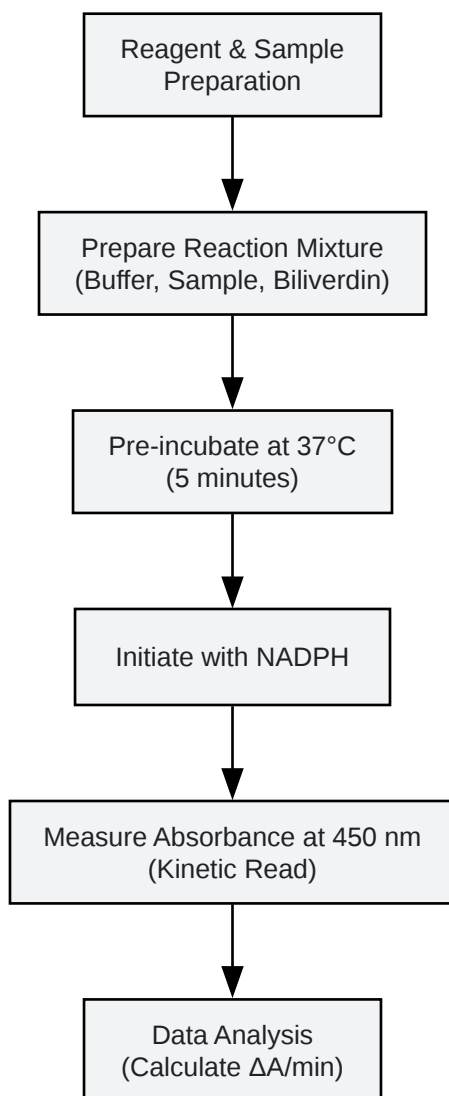 Reagent & Sample
Preparation
Prepare Reaction Mixture
(Buffer, Sample, Biliverdin)
Pre-incubate at 37°C
(5 minutes)
Initiate with NADPH
Measure Absorbance at 450 nm
(Kinetic Read)
Data Analysis
(Calculate ΔA/min)